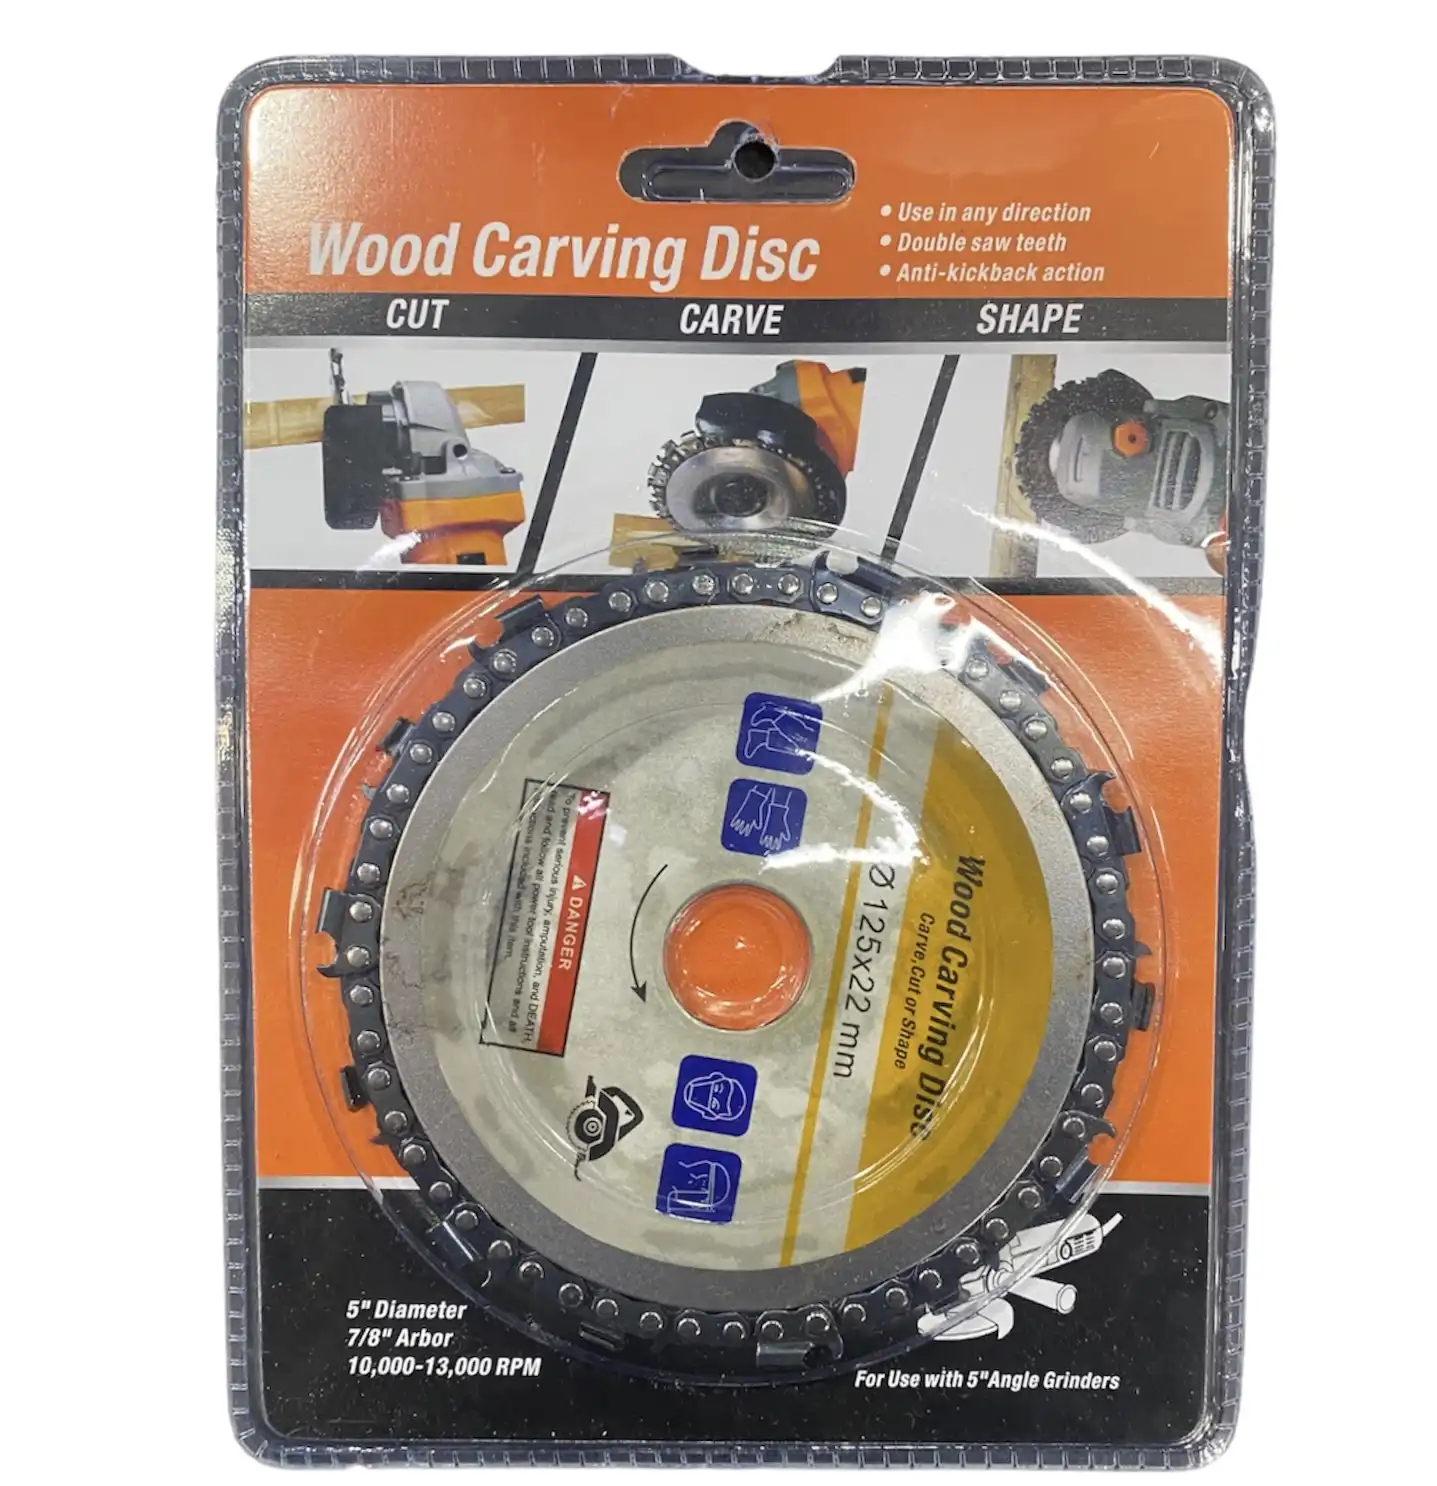 Wood Carving Disc
• Use in any direction
• Double saw teeth
• Anti-kickback action
CUT
CARVE
SHAPE
⚠ DANGER
To prevent serious injury, amputation, and DEATH,
read and follow all power tool instructions and all
instructions included with this item.
Ø125x22 mm
Wood Carving Disc
Carve, Cut or Shape
5" Diameter
7/8" Arbor
10,000-13,000 RPM
For Use with 5"Angle Grinders